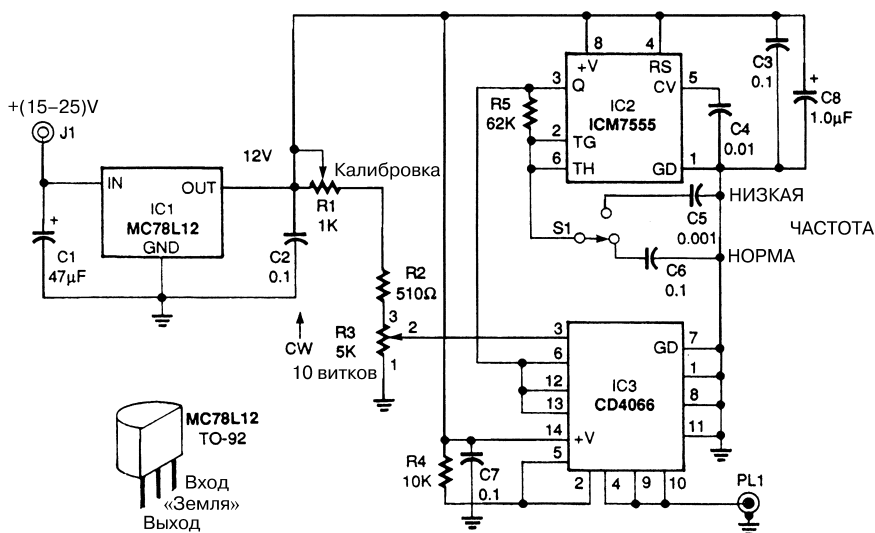 +(15–25)V
J1
IN
OUT
IC1
MC78L12
GND
C1
47µF
12V
Калибровка
R1
1K
C2
0.1
R2
510Ω
R3
5K
3
2
1
CW
10 витков
8
4
+V
RS
3
Q
CV
5
IC2
ICM7555
R5
62K
2
TG
6
TH
GD
1
C3
0.1
+
C8
1.0µF
C4
0.01
S1
C5
0.001
НИЗКАЯ
ЧАСТОТА
C6
0.1
НОРМА
3
6
12
13
14
+V
5
GD
7
1
8
11
IC3
CD4066
2
4
9
10
R4
10K
C7
0.1
PL1
MC78L12
TO-92
Вход
«Земля»
Выход
+